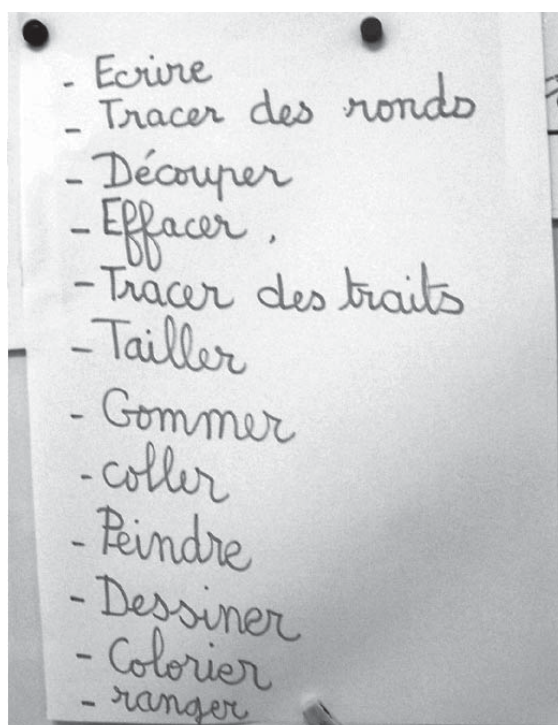 - Ecrire
- Tracer des ronds
- Découper
- Effacer .
- Tracer des traits
- Tailler
- Gommer
- coller
- Peindre
- Dessiner
- Colorier
- ranger